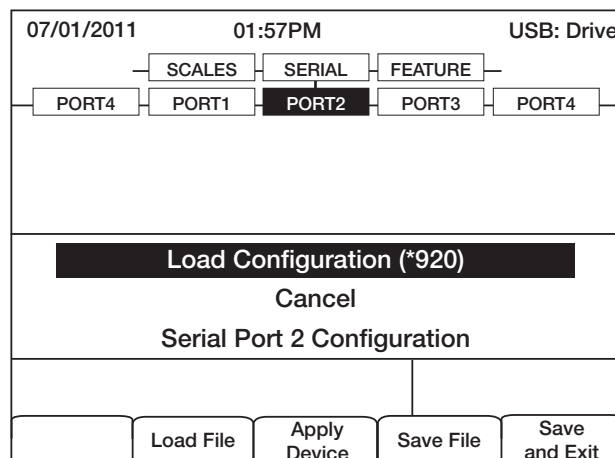 07/01/2011 01:57PM USB: Drive
SCALES SERIAL FEATURE
PORT4 PORT1 PORT2 PORT3 PORT4
Load Configuration (*920)
Cancel
Serial Port 2 Configuration
Load File Apply Device Save File Save and Exit